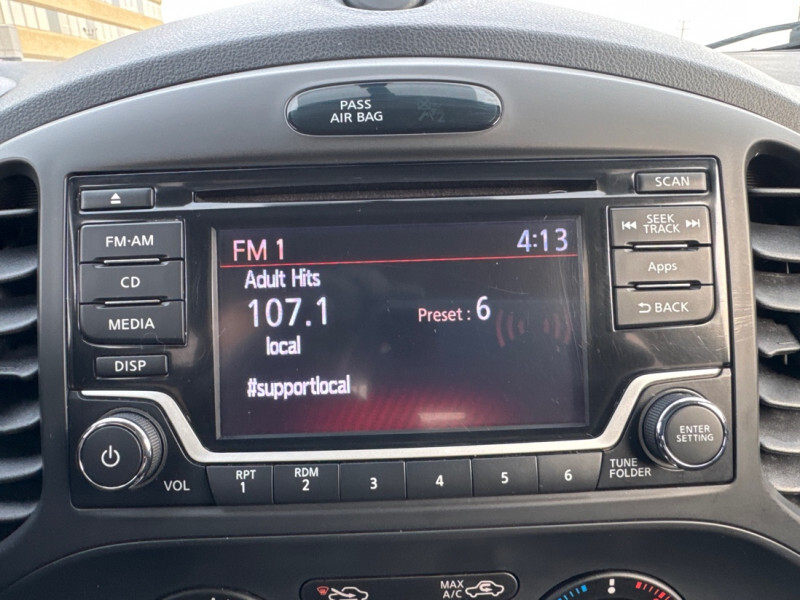 PASS
AIR BAG
SCAN
FM·AM
CD
MEDIA
DISP
FM 1
4:13
Adult Hits
107.1
Preset : 6
local
#supportlocal
SEEK
TRACK
Apps
BACK
ENTER
SETTING
VOL
RPT
1
RDM
2
3
4
5
6
TUNE
FOLDER
MAX
A/C